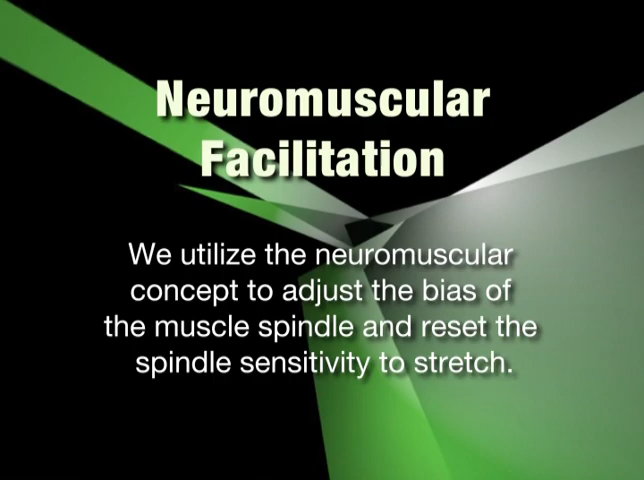 Neuromuscular
Facilitation
We utilize the neuromuscular
concept to adjust the bias of
the muscle spindle and reset the
spindle sensitivity to stretch.